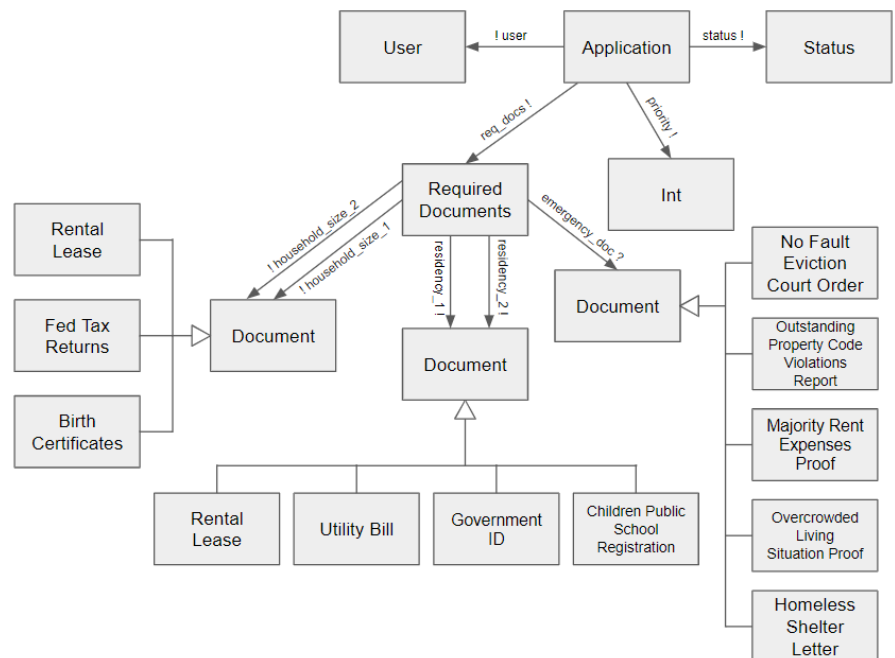 User
! user
Application
status !
Status
req_docs !
priority !
Required
Documents
Int
! household_size_2
! household_size_1
residency_1 !
residency_2 !
emergency_doc ?
Rental
Lease
Fed Tax
Returns
Birth
Certificates
Document
Document
Document
No Fault
Eviction
Court Order
Outstanding
Property Code
Violations
Report
Majority Rent
Expenses
Proof
Overcrowded
Living
Situation Proof
Homeless
Shelter
Letter
Rental
Lease
Utility Bill
Government
ID
Children Public
School
Registration